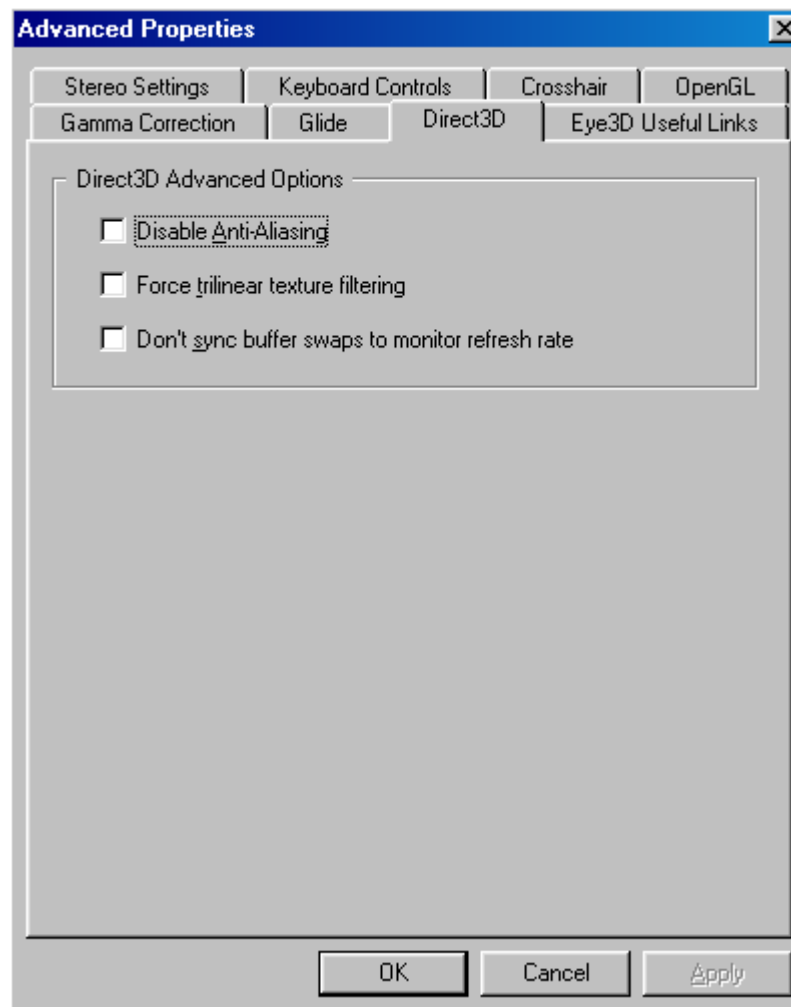 Advanced Properties
Stereo Settings Keyboard Controls Crosshair OpenGL
Gamma Correction Glide Direct3D Eye3D Useful Links
Direct3D Advanced Options
Disable Anti-Aliasing
Force trilinear texture filtering
Don't sync buffer swaps to monitor refresh rate
OK Cancel Apply